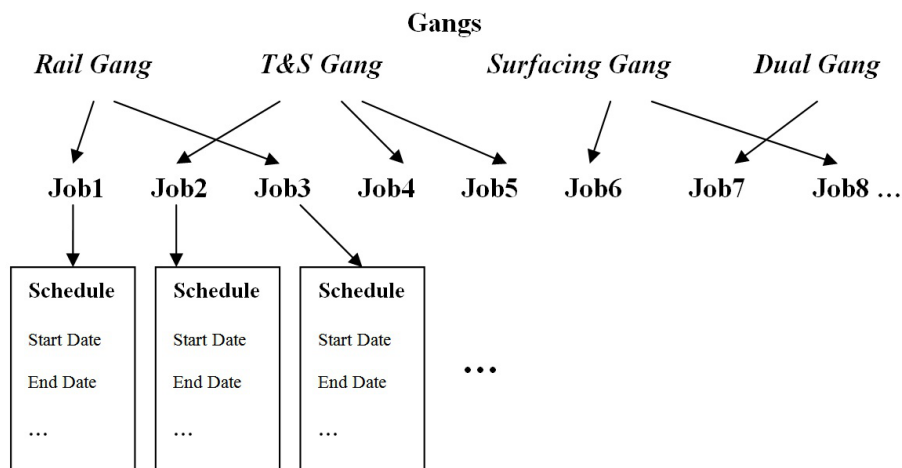 Gangs
Rail Gang T&S Gang Surfacing Gang Dual Gang
Job1 Job2 Job3 Job4 Job5 Job6 Job7 Job8 ...
Schedule Schedule Schedule
Start Date Start Date Start Date
...
End Date End Date End Date
... ... ...